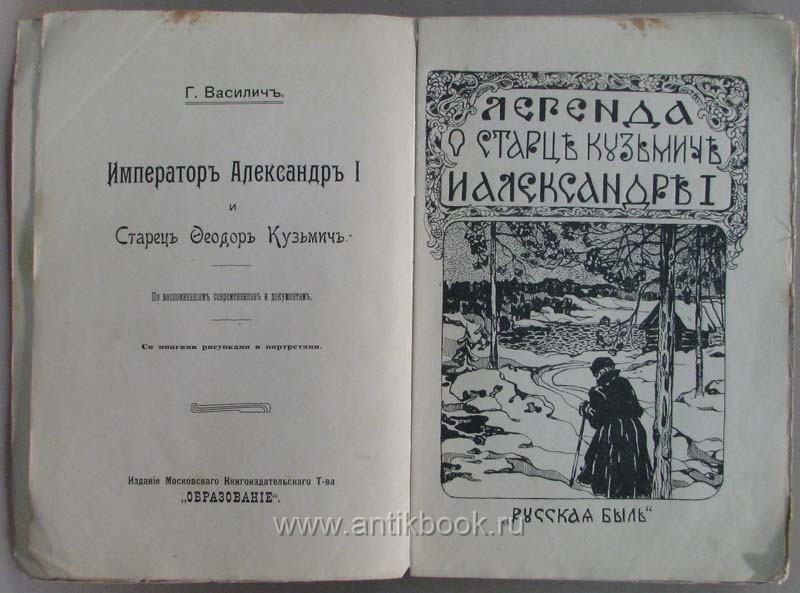 Г. Василичъ.
Императоръ Александръ I
и
Старецъ Ѳеодоръ Кузьмичъ.
По воспоминаніямъ современниковъ и документамъ.
Со многими рисунками и портретами.
Изданіе Московскаго Книгоиздательскаго Т-ва
„ОБРАЗОВАНІЕ“.
ЛЕГЕНДА
О СТАРЦѢ КУЗЬМИЧѢ
И АЛЕКСАНДРѢ I
„РУССКАЯ БЫЛЬ“
www.antikbook.ru